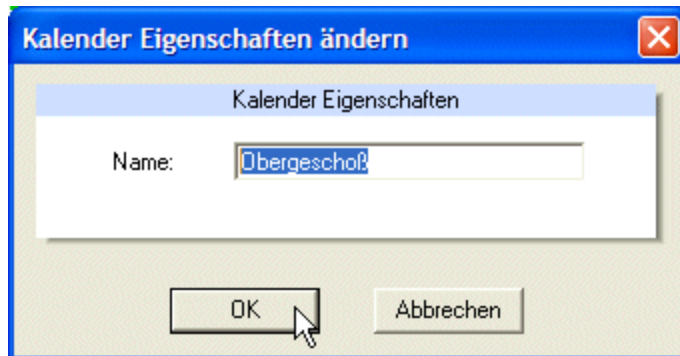 Kalender Eigenschaften ändern
Kalender Eigenschaften
Name: Obergeschoß
OK Abbrechen